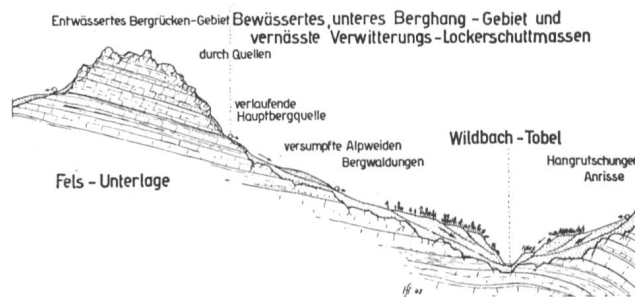 Entwässertes Bergrücken-Gebiet
Bewässertes, unteres Berghang-Gebiet und
vernässte Verwitterungs-Lockerschuttmassen
durch Quellen
verlaufende
Hauptbergquelle
versumpfte Alpweiden
Bergwaldungen
Wildbach-Tobel
Hangrutschungen
Anrisse
Fels-Unterlage